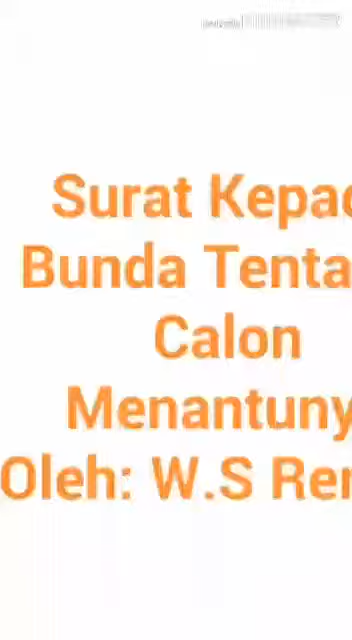 Surat Kepad
Bunda Tenta
Calon
Menantuny
Oleh: W.S Ren